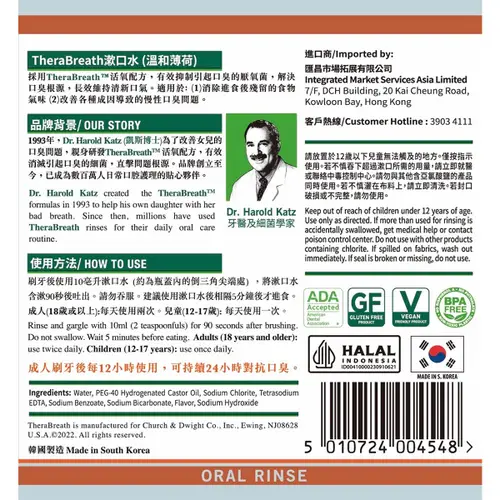 TheraBreath漱口水 (溫和薄荷)
採用TheraBreath™活氧配方,有效抑制引起口臭的厭氧菌,解決
口臭根源,長效維持清新口氣。適用於:(1)消除進食後殘留的食物
氣味 (2)改善各種成因導致的慢性口臭問題。
品牌背景/ OUR STORY
1993年,Dr. Harold Katz (凱斯博士)為了改善女兒的
口臭問題,親身研發TheraBreath™活氧配方,有效
消滅引起口臭的細菌,直擊問題根源。品牌創立至
今,已成為數百萬人日常口腔護理的貼心夥伴。
Dr. Harold Katz created the TheraBreath™
formulas in 1993 to help his own daughter with her
bad breath. Since then, millions have used
TheraBreath rinses for their daily oral care
routine.
Dr. Harold Katz
牙醫及細菌學家
使用方法/ HOW TO USE
刷牙後使用10毫升漱口水 (約為瓶蓋內的倒三角尖端處),將漱口水
含漱90秒後吐出。請勿吞服。建議使用漱口水後相隔5分鐘後才進食。
成人(18歲或以上):每天使用兩次。兒童(12-17歲):每天使用一次。
Rinse and gargle with 10ml (2 teaspoonfuls) for 90 seconds after brushing.
Do not swallow. Wait 5 minutes before eating. Adults (18 years and older):
use twice daily. Children (12-17 years): use once daily.
成人刷牙後每12小時使用,可持續24小時對抗口臭。
Ingredients: Water, PEG-40 Hydrogenated Castor Oil, Sodium Chloride, Tetrasodium
EDTA, Sodium Benzoate, Sodium Bicarbonate, Flavor, Sodium Hydroxide
TheraBreath is manufactured for Church & Dwight Co., Inc., Ewing, NJ08628
U.S.A.©2022. All rights reserved.
韓國製造 Made in South Korea
進口商/Imported by:
匯昌市場拓展有限公司
Integrated Market Services Asia Limited
7/F, DCH Building, 20 Kai Cheung Road,
Kowloon Bay, Hong Kong
客戶熱線/Customer Hotline : 3903 4111
請放置於12歲以下兒童無法觸及的地方。僅按指示
使用。若不慎吞下超過漱口所需的用量,請立即就醫
或聯絡中毒控制中心。請勿與其他含亞氯酸鹽的產品
同時使用。若不慎灑在布料上,請立即清洗。若封口
破損或不完整,請勿使用。
Keep out of reach of children under 12 years of age.
Use only as directed. If more than used for rinsing is
accidentally swallowed, get medical help or contact
poison control center. Do not use with other products
containing chlorite. If spilled on fabrics, wash out
immediately. If seal is broken or missing, do not use.
ADA
Accepted
American
Dental
Association
GF
GLUTEN FREE
PRODUCT
V
VEGAN
PRODUCT
BPA
FREE
HALAL
INDONESIA
ID00410000230910621
MADE IN S. KOREA
5 010724 004548
ORAL RINSE